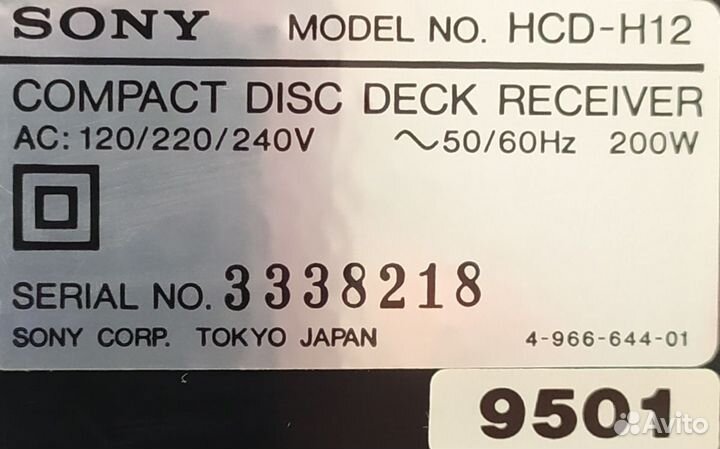 SONY MODEL NO. HCD-H12
COMPACT DISC DECK RECEIVER
AC: 120/220/240V ～50/60Hz 200W
SERIAL NO. 3338218
SONY CORP. TOKYO JAPAN 4-966-644-01
9501
Avito